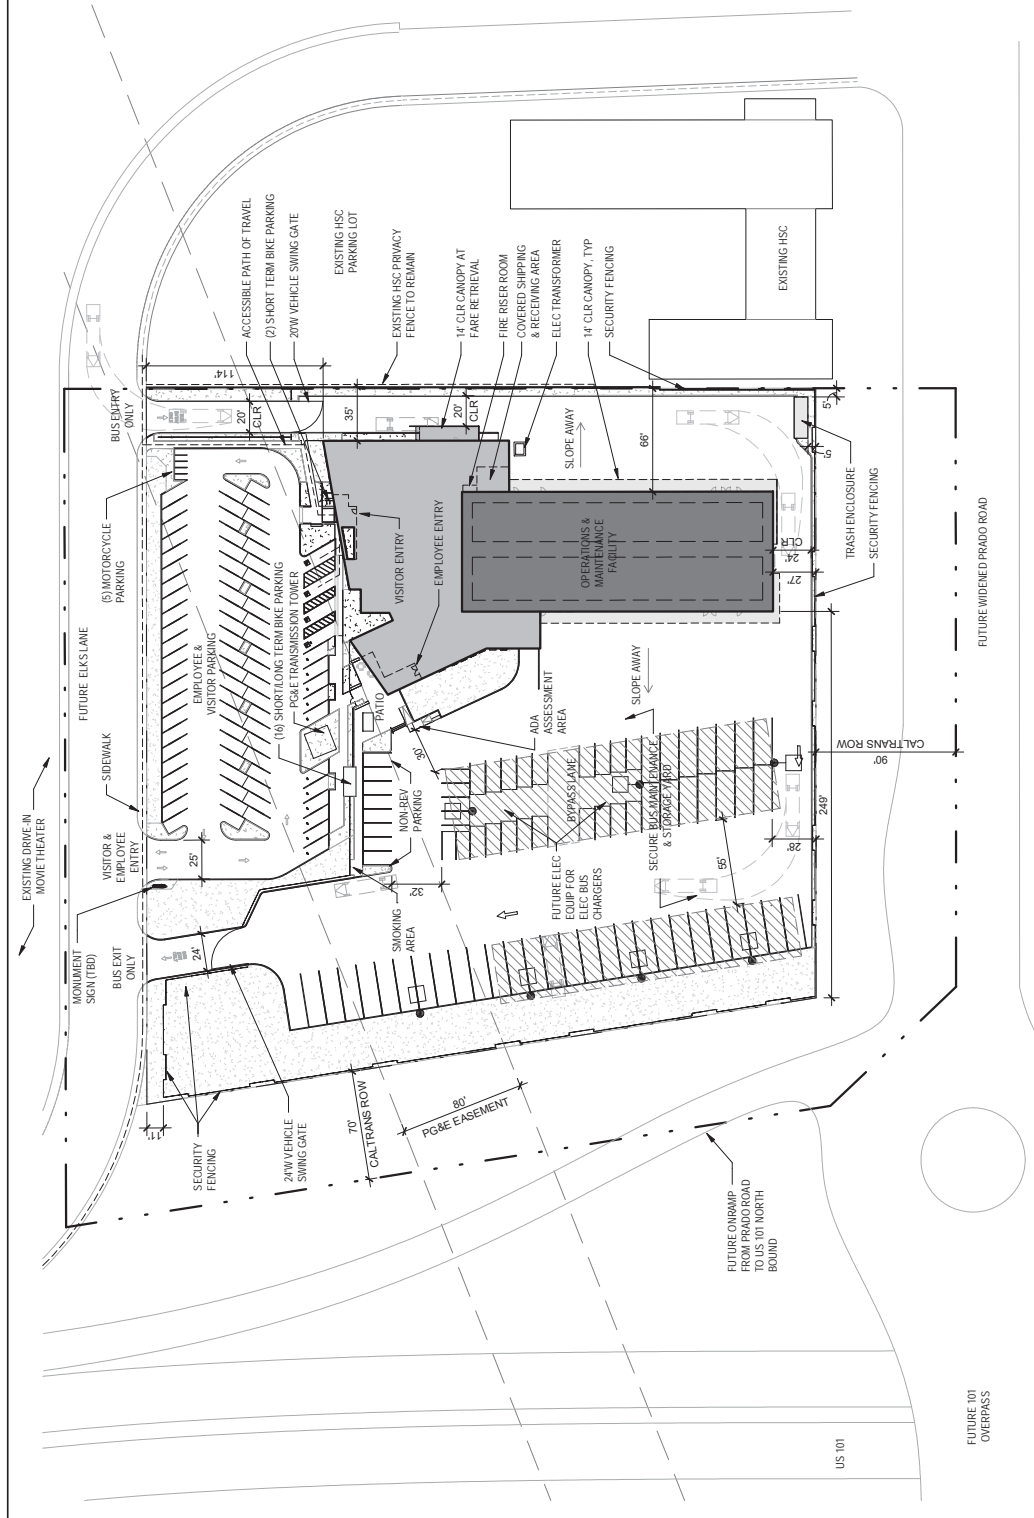 EXISTING DRIVE-IN
MOVIE THEATER
FUTURE ELKS LANE
SIDEWALK
MONUMENT
SIGN (TBD)
BUS EXIT
ONLY
VISITOR &
EMPLOYEE
ENTRY
(5) MOTORCYCLE
PARKING
BUS ENTRY
ONLY
11'
24'
25'
20'
CLR
114'
EMPLOYEE &
VISITOR PARKING
(16) SHORT/LONG TERM BIKE PARKING
PG&E TRANSMISSION TOWER
ACCESSIBLE PATH OF TRAVEL
(2) SHORT TERM BIKE PARKING
20'W VEHICLE SWING GATE
EXISTING HSC
PARKING LOT
EXISTING HSC PRIVACY
FENCE TO REMAIN
14' CLR CANOPY AT
FARE RETRIEVAL
FIRE RISER ROOM
COVERED SHIPPING
& RECEIVING AREA
ELEC TRANSFORMER
14' CLR CANOPY, TYP
SECURITY FENCING
SECURITY
FENCING
24'W VEHICLE
SWING GATE
70'
CALTRANS ROW
80'
PG&E EASEMENT
SMOKING
AREA
NON-REV
PARKING
PATIO
32'
30'
35'
20'
CLR
VISITOR ENTRY
EMPLOYEE ENTRY
ADA
ASSESSMENT
AREA
FUTURE ELEC
EQUIP FOR
ELEC BUS
CHARGERS
BYPASS LANE
SECURE BUS MAINTENANCE
& STORAGE YARD
SLOPE AWAY
SLOPE AWAY
OPERATIONS &
MAINTENANCE
FACILITY
66'
55'
28'
249'
27'
24'
CLR
5'
5'
90'
CALTRANS ROW
TRASH ENCLOSURE
SECURITY FENCING
EXISTING HSC
FUTURE ONRAMP
FROM PRADO ROAD
TO US 101 NORTH
BOUND
FUTURE WIDENED PRADO ROAD
US 101
FUTURE 101
OVERPASS